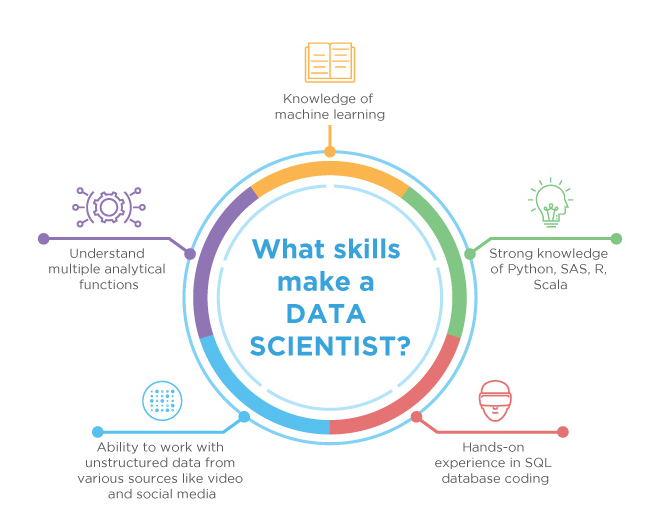 Knowledge of
machine learning
What skills
make a
DATA
SCIENTIST?
Strong knowledge
of Python, SAS, R,
Scala
Hands-on
experience in SQL
database coding
Ability to work with
unstructured data from
various sources like video
and social media
Understand
multiple analytical
functions